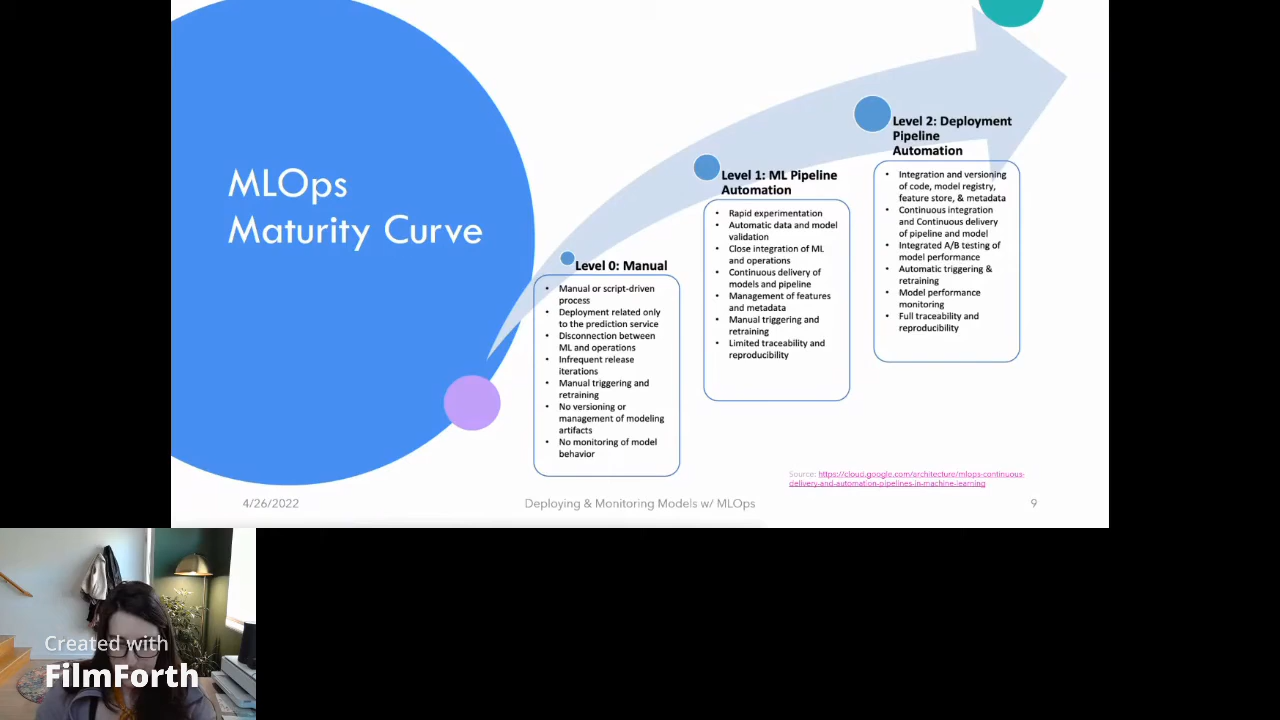 MLOps
Maturity Curve
Level 0: Manual
• Manual or script-driven
process
• Deployment related only
to the prediction service
• Disconnection between
ML and operations
• Infrequent release
iterations
• Manual triggering and
retraining
• No versioning or
management of modeling
artifacts
• No monitoring of model
behavior
Level 1: ML Pipeline
Automation
• Rapid experimentation
• Automatic data and model
validation
• Close integration of ML
and operations
• Continuous delivery of
models and pipeline
• Management of features
and metadata
• Manual triggering and
retraining
• Limited traceability and
reproducibility
Level 2: Deployment
Pipeline
Automation
• Integration and versioning
of code, model registry,
feature store, & metadata
• Continuous integration
and Continuous delivery
of pipeline and model
• Integrated A/B testing of
model performance
• Automatic triggering &
retraining
• Model performance
monitoring
• Full traceability and
reproducibility
Source: https://cloud.google.com/architecture/mlops-continuous-
delivery-and-automation-pipelines-in-machine-learning
4/26/2022
Deploying & Monitoring Models w/ MLOps
9
Created with
FilmForth